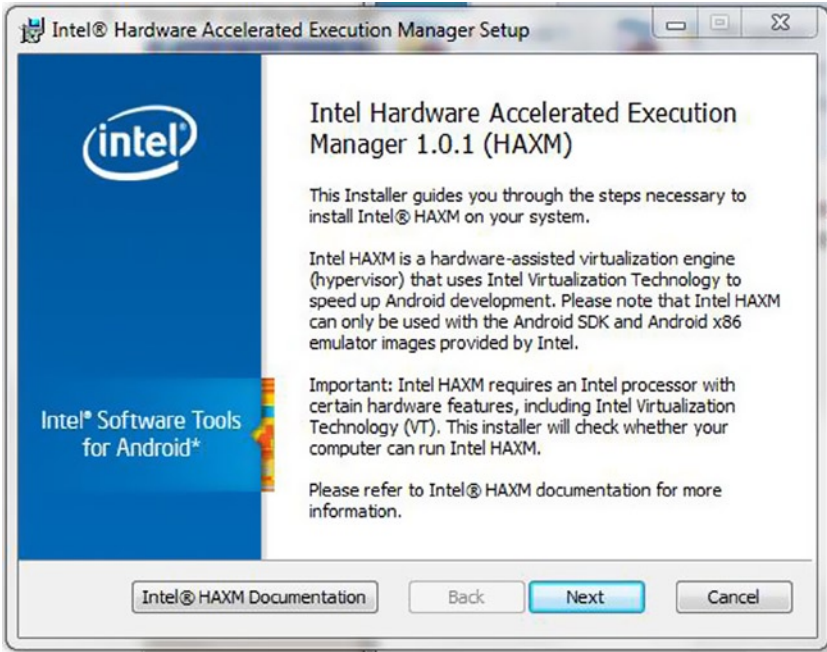 Intel® Hardware Accelerated Execution Manager Setup
intel
Intel® Software Tools
for Android*
Intel Hardware Accelerated Execution
Manager 1.0.1 (HAXM)
This Installer guides you through the steps necessary to
install Intel® HAXM on your system.
Intel HAXM is a hardware-assisted virtualization engine
(hypervisor) that uses Intel Virtualization Technology to
speed up Android development. Please note that Intel HAXM
can only be used with the Android SDK and Android x86
emulator images provided by Intel.
Important: Intel HAXM requires an Intel processor with
certain hardware features, including Intel Virtualization
Technology (VT). This installer will check whether your
computer can run Intel HAXM.
Please refer to Intel® HAXM documentation for more
information.
Intel® HAXM Documentation
Back
Next
Cancel